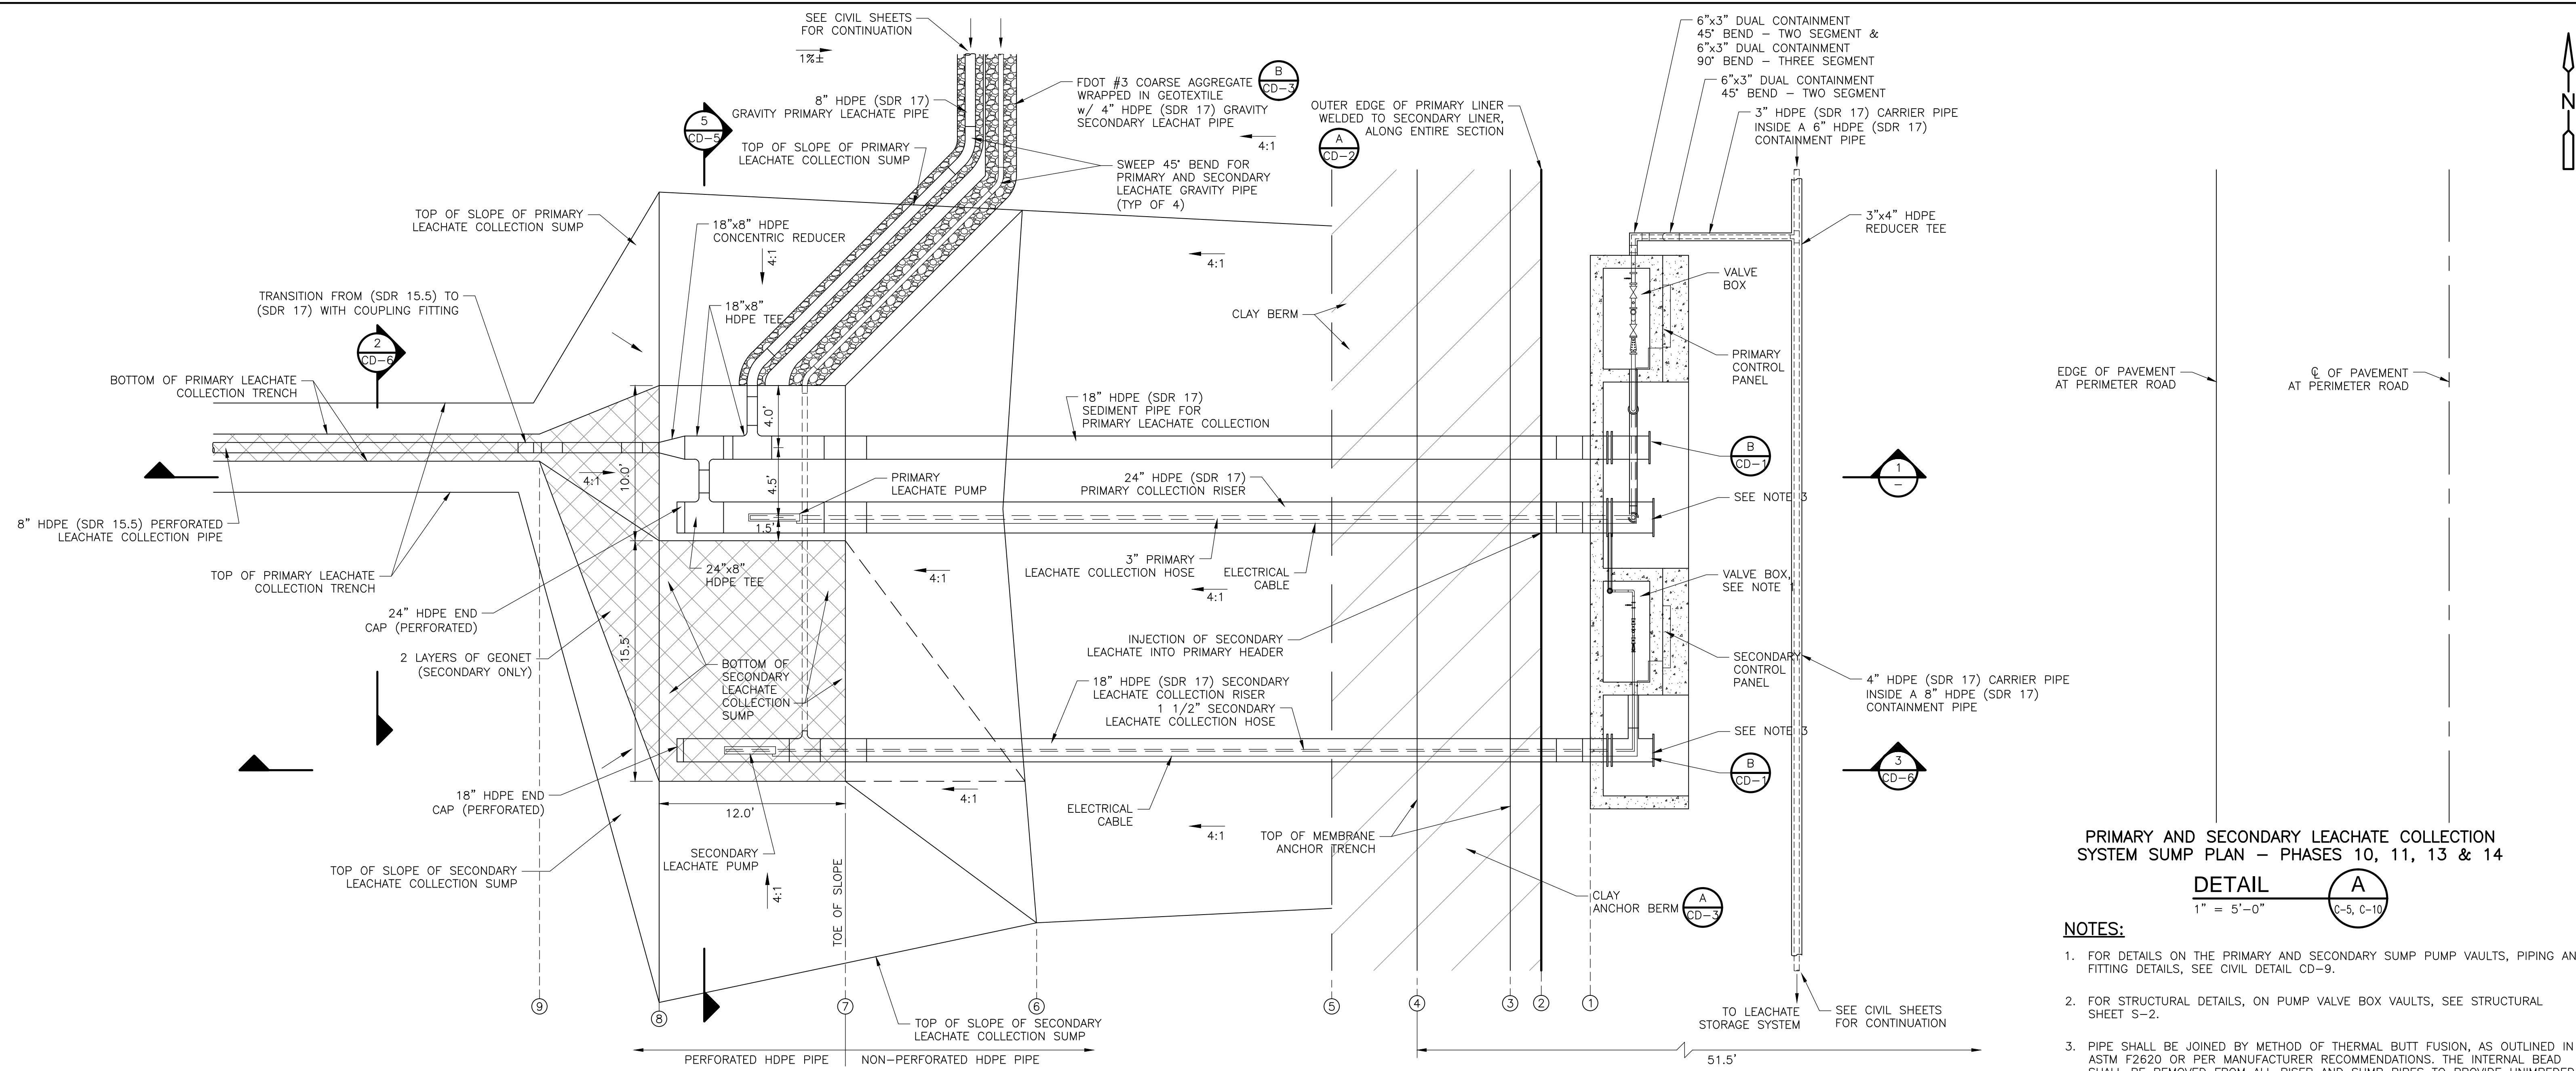 SEE CIVIL SHEETS
FOR CONTINUATION
1%±
8" HDPE (SDR 17)
GRAVITY PRIMARY LEACHATE PIPE
5
CD-5
TOP OF SLOPE OF PRIMARY
LEACHATE COLLECTION SUMP
FDOT #3 COARSE AGGREGATE
WRAPPED IN GEOTEXTILE
w/ 4" HDPE (SDR 17) GRAVITY
SECONDARY LEACHAT PIPE
B
CD-3
4:1
SWEEP 45° BEND FOR
PRIMARY AND SECONDARY
LEACHATE GRAVITY PIPE
(TYP OF 4)
OUTER EDGE OF PRIMARY LINER
WELDED TO SECONDARY LINER,
ALONG ENTIRE SECTION
A
CD-2
6"x3" DUAL CONTAINMENT
45° BEND – TWO SEGMENT &
6"x3" DUAL CONTAINMENT
90° BEND – THREE SEGMENT
6"x3" DUAL CONTAINMENT
45° BEND – TWO SEGMENT
3" HDPE (SDR 17) CARRIER PIPE
INSIDE A 6" HDPE (SDR 17)
CONTAINMENT PIPE
N
TOP OF SLOPE OF PRIMARY
LEACHATE COLLECTION SUMP
18"x8" HDPE
CONCENTRIC REDUCER
4:1
4:1
3"x4" HDPE
REDUCER TEE
VALVE
BOX
TRANSITION FROM (SDR 15.5) TO
(SDR 17) WITH COUPLING FITTING
18"x8"
HDPE TEE
CLAY BERM
2
CD-6
PRIMARY
CONTROL
PANEL
BOTTOM OF PRIMARY LEACHATE
COLLECTION TRENCH
EDGE OF PAVEMENT
AT PERIMETER ROAD
℄ OF PAVEMENT
AT PERIMETER ROAD
4.0'
18" HDPE (SDR 17)
SEDIMENT PIPE FOR
PRIMARY LEACHATE COLLECTION
B
CD-1
4:1
10.0'
4.5'
PRIMARY
LEACHATE PUMP
24" HDPE (SDR 17)
PRIMARY COLLECTION RISER
1
–
SEE NOTE 3
8" HDPE (SDR 15.5) PERFORATED
LEACHATE COLLECTION PIPE
1.5'
3" PRIMARY
LEACHATE COLLECTION HOSE
ELECTRICAL
CABLE
TOP OF PRIMARY LEACHATE
COLLECTION TRENCH
24"x8"
HDPE TEE
4:1
4:1
VALVE BOX,
SEE NOTE 1
24" HDPE END
CAP (PERFORATED)
2 LAYERS OF GEONET
(SECONDARY ONLY)
15.5'
BOTTOM OF
SECONDARY
LEACHATE
COLLECTION
SUMP
INJECTION OF SECONDARY
LEACHATE INTO PRIMARY HEADER
SECONDARY
CONTROL
PANEL
18" HDPE (SDR 17) SECONDARY
LEACHATE COLLECTION RISER
1 1/2" SECONDARY
LEACHATE COLLECTION HOSE
4" HDPE (SDR 17) CARRIER PIPE
INSIDE A 8" HDPE (SDR 17)
CONTAINMENT PIPE
SEE NOTE 3
B
CD-1
3
CD-6
18" HDPE END
CAP (PERFORATED)
12.0'
4:1
ELECTRICAL
CABLE
4:1
TOP OF MEMBRANE
ANCHOR TRENCH
SECONDARY
LEACHATE PUMP
4:1
TOP OF SLOPE OF SECONDARY
LEACHATE COLLECTION SUMP
TOE OF SLOPE
CLAY
ANCHOR BERM
A
CD-3
9
8
7
6
5
4
3
2
1
TOP OF SLOPE OF SECONDARY
LEACHATE COLLECTION SUMP
TO LEACHATE
STORAGE SYSTEM
SEE CIVIL SHEETS
FOR CONTINUATION
PERFORATED HDPE PIPE
NON-PERFORATED HDPE PIPE
51.5'
PRIMARY AND SECONDARY LEACHATE COLLECTION
SYSTEM SUMP PLAN – PHASES 10, 11, 13 & 14
DETAIL
1" = 5'-0"
A
C-5, C-10
NOTES:
1. FOR DETAILS ON THE PRIMARY AND SECONDARY SUMP PUMP VAULTS, PIPING AN
FITTING DETAILS, SEE CIVIL DETAIL CD-9.
2. FOR STRUCTURAL DETAILS, ON PUMP VALVE BOX VAULTS, SEE STRUCTURAL
SHEET S-2.
3. PIPE SHALL BE JOINED BY METHOD OF THERMAL BUTT FUSION, AS OUTLINED IN
ASTM F2620 OR PER MANUFACTURER RECOMMENDATIONS. THE INTERNAL BEAD
SHALL BE REMOVED FROM ALL RISER AND SUMP PIPES TO PROVIDE